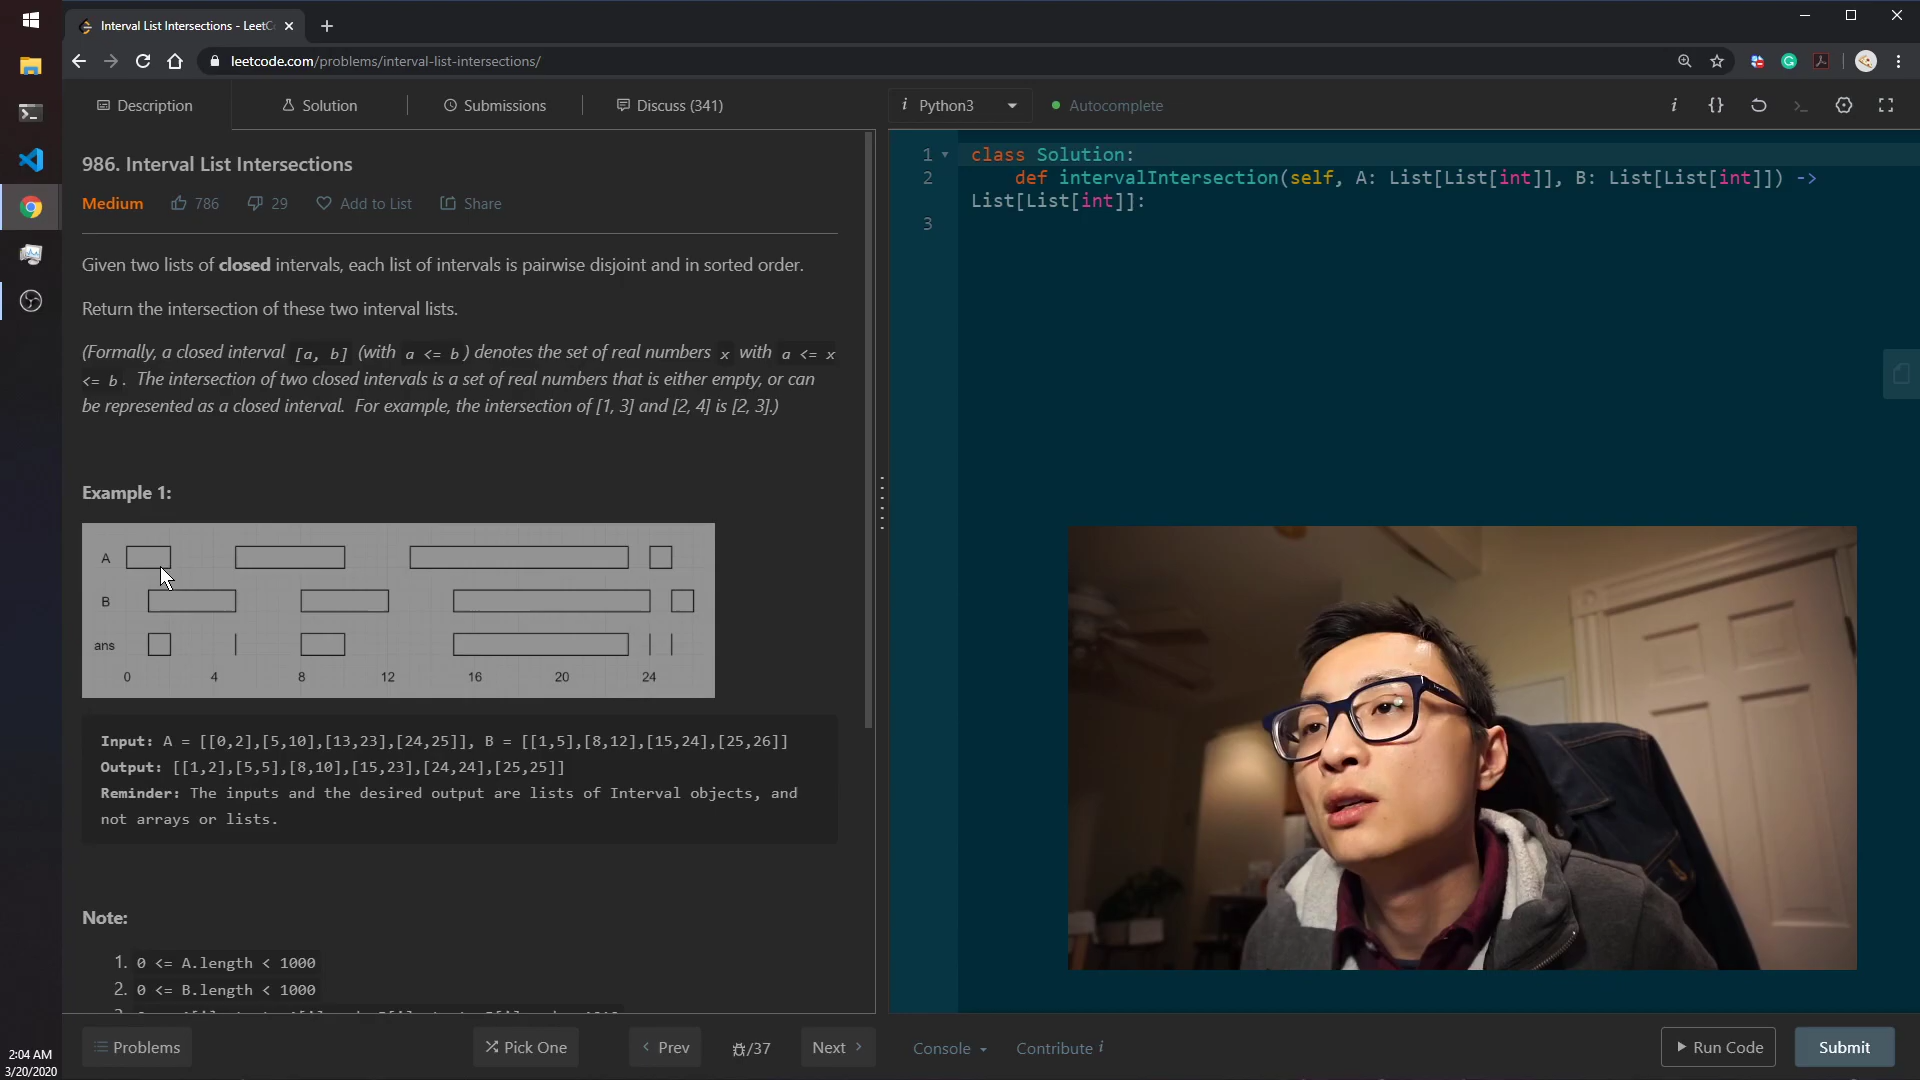 Interval List Intersections - LeetC
leetcode.com/problems/interval-list-intersections/
Description
Solution
Submissions
Discuss (341)
i Python3
Autocomplete
i {} >_
986. Interval List Intersections
Medium 786 29 Add to List Share
Given two lists of closed intervals, each list of intervals is pairwise disjoint and in sorted order.
Return the intersection of these two interval lists.
(Formally, a closed interval [a, b] (with a <= b) denotes the set of real numbers x with a <= x
<= b. The intersection of two closed intervals is a set of real numbers that is either empty, or can
be represented as a closed interval. For example, the intersection of [1, 3] and [2, 4] is [2, 3].)
Example 1:
A
B
ans
0 4 8 12 16 20 24
Input: A = [[0,2],[5,10],[13,23],[24,25]], B = [[1,5],[8,12],[15,24],[25,26]]
Output: [[1,2],[5,5],[8,10],[15,23],[24,24],[25,25]]
Reminder: The inputs and the desired output are lists of Interval objects, and
not arrays or lists.
Note:
1. 0 <= A.length < 1000
2. 0 <= B.length < 1000
1 class Solution:
2 def intervalIntersection(self, A: List[List[int]], B: List[List[int]]) ->
List[List[int]]:
3
Problems
Pick One
< Prev
/37
Next >
Console
Contribute i
Run Code
Submit
2:04 AM
3/20/2020